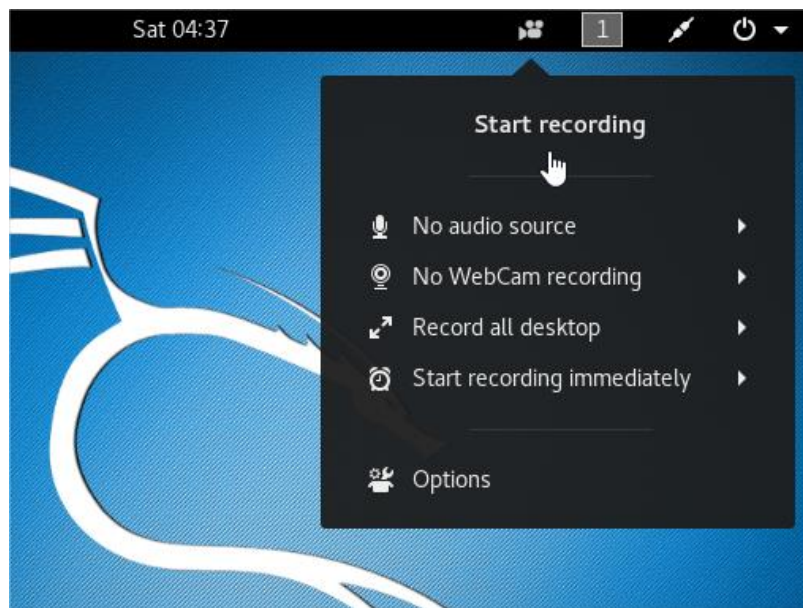 Sat 04:37
1
Start recording
No audio source
No WebCam recording
Record all desktop
Start recording immediately
Options